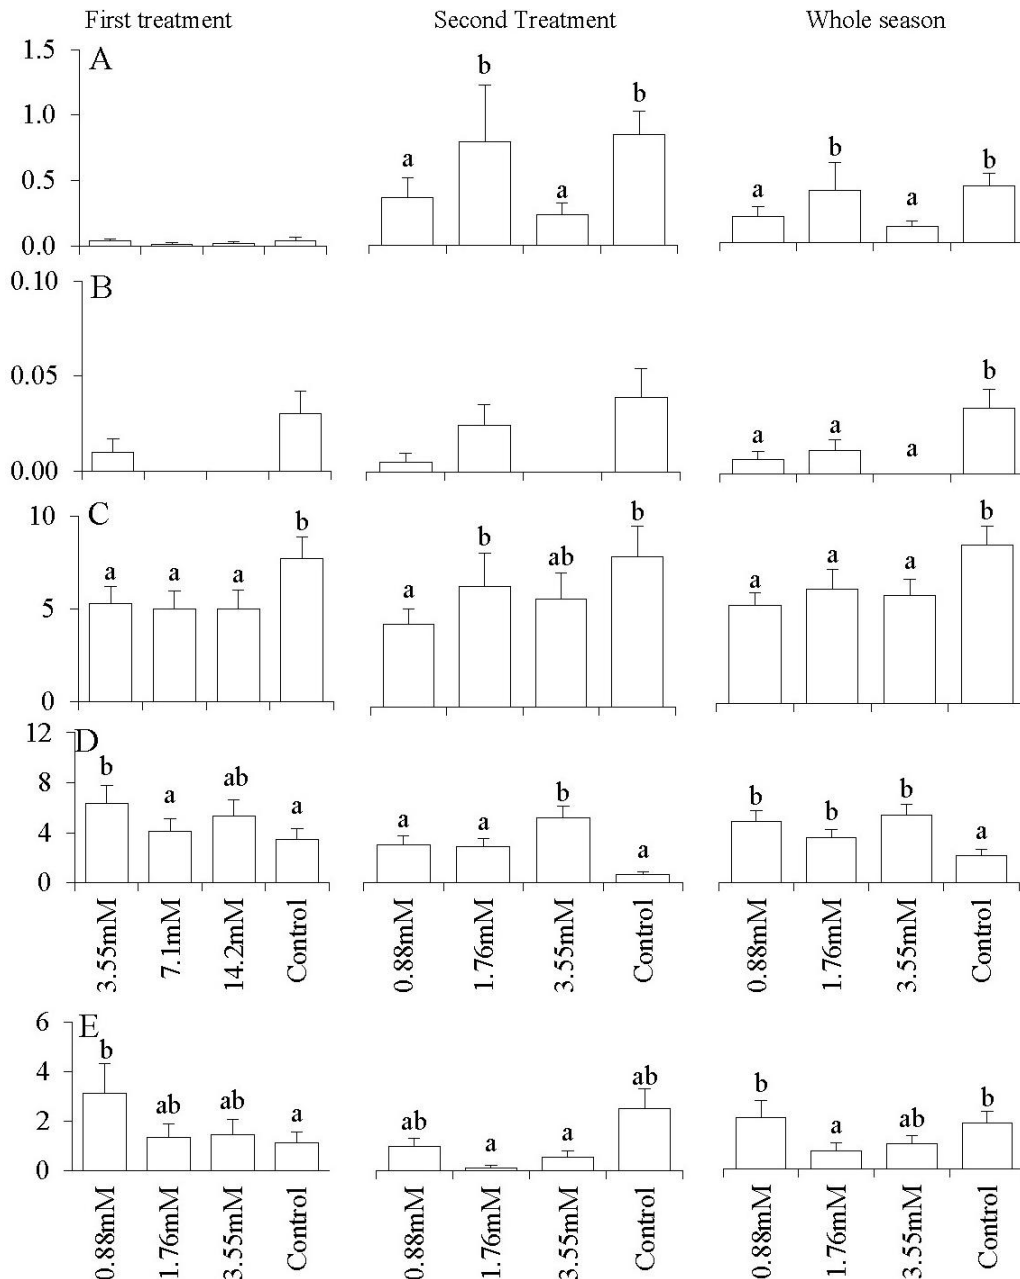 First treatment Second Treatment Whole season
1.5 A
b b
1.0
b b
a
0.5 a a a
0.0
0.10 B
0.05 b
a a a
0.00
10 C
b b b
b ab
a a a a a a a
5
0
12 D
b ab b b b
8 a a a a b a a
4
0
3.55mM 7.1mM 14.2mM Control 0.88mM 1.76mM 3.55mM Control 0.88mM 1.76mM 3.55mM Control
6 E
b
4 ab ab ab b b
ab a a a a ab
2
0
0.88mM 1.76mM 3.55mM Control 0.88mM 1.76mM 3.55mM Control 0.88mM 1.76mM 3.55mM Control